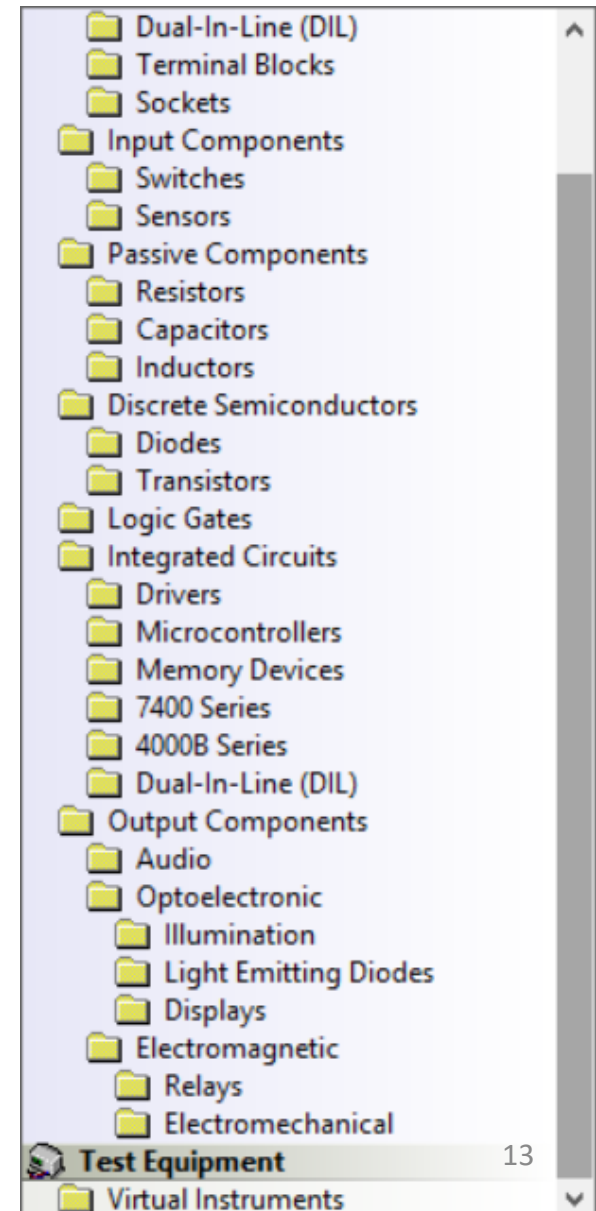 Dual-In-Line (DIL)
Terminal Blocks
Sockets
Input Components
Switches
Sensors
Passive Components
Resistors
Capacitors
Inductors
Discrete Semiconductors
Diodes
Transistors
Logic Gates
Integrated Circuits
Drivers
Microcontrollers
Memory Devices
7400 Series
4000B Series
Dual-In-Line (DIL)
Output Components
Audio
Optoelectronic
Illumination
Light Emitting Diodes
Displays
Electromagnetic
Relays
Electromechanical
Test Equipment 13
Virtual Instruments